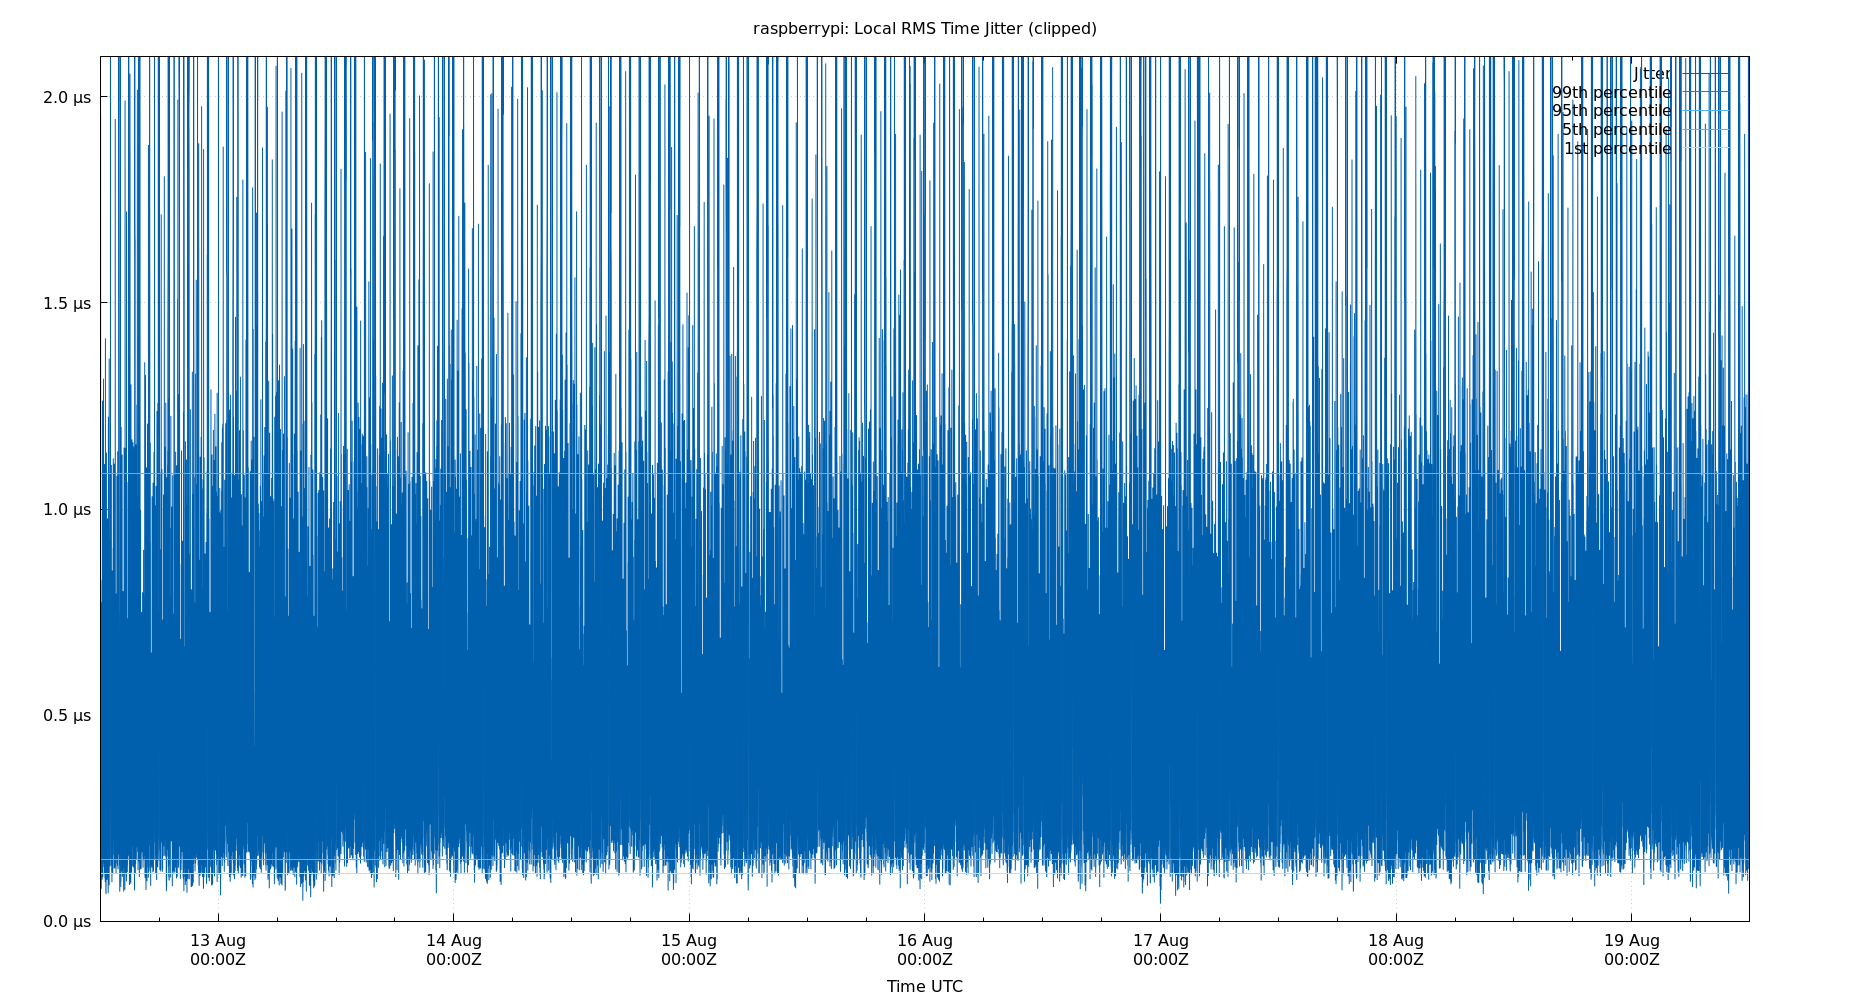 raspberrypi: Local RMS Time Jitter (clipped)
2.0 µs
1.5 µs
1.0 µs
0.5 µs
0.0 µs
Jitter
99th percentile
95th percentile
5th percentile
1st percentile
13 Aug
00:00Z
14 Aug
00:00Z
15 Aug
00:00Z
16 Aug
00:00Z
17 Aug
00:00Z
18 Aug
00:00Z
19 Aug
00:00Z
Time UTC